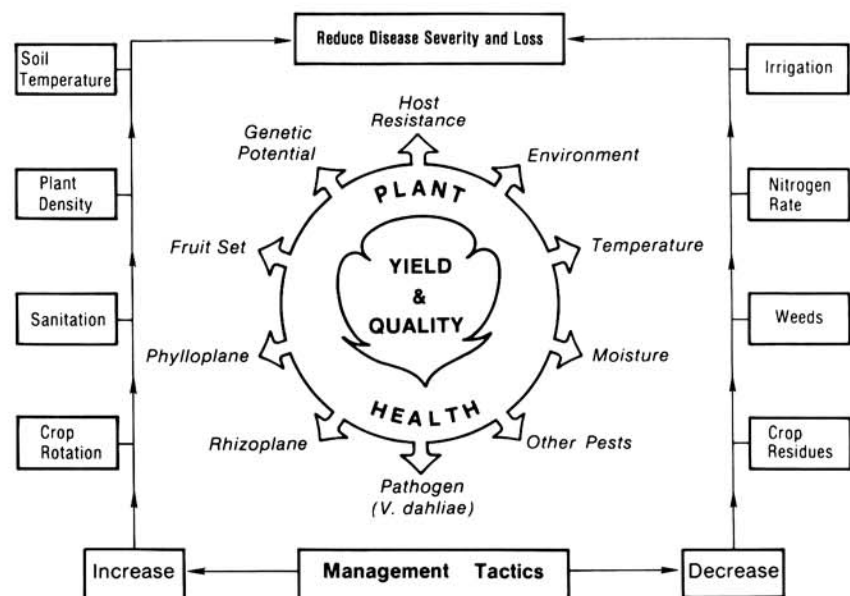 Reduce Disease Severity and Loss
Soil
Temperature
Plant
Density
Sanitation
Crop
Rotation
Increase
Host
Resistance
Genetic
Potential
Environment
Fruit Set
Temperature
Phylloplane
Moisture
Rhizoplane
Other Pests
Pathogen
(V. dahliae)
PLANT
YIELD
&
QUALITY
HEALTH
Irrigation
Nitrogen
Rate
Weeds
Crop
Residues
Decrease
Management Tactics